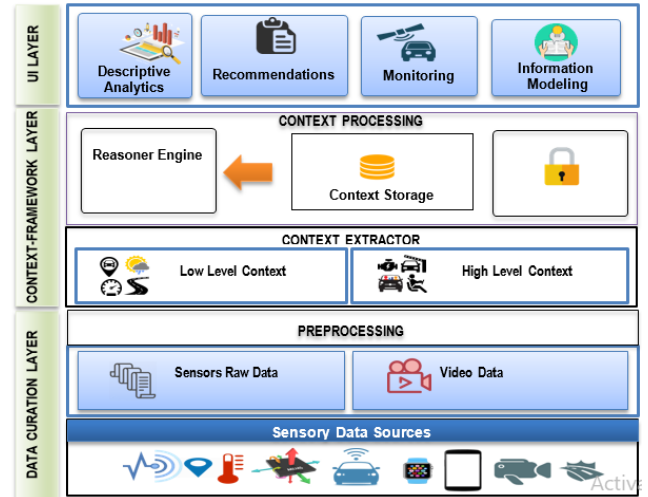 UI LAYER
Descriptive
Analytics
Recommendations
Monitoring
Information
Modeling
CONTEXT-FRAMEWORK LAYER
CONTEXT PROCESSING
Reasoner Engine
Context Storage
CONTEXT EXTRACTOR
Low Level Context
High Level Context
DATA CURATION LAYER
PREPROCESSING
Sensors Raw Data
Video Data
Sensory Data Sources
Activ